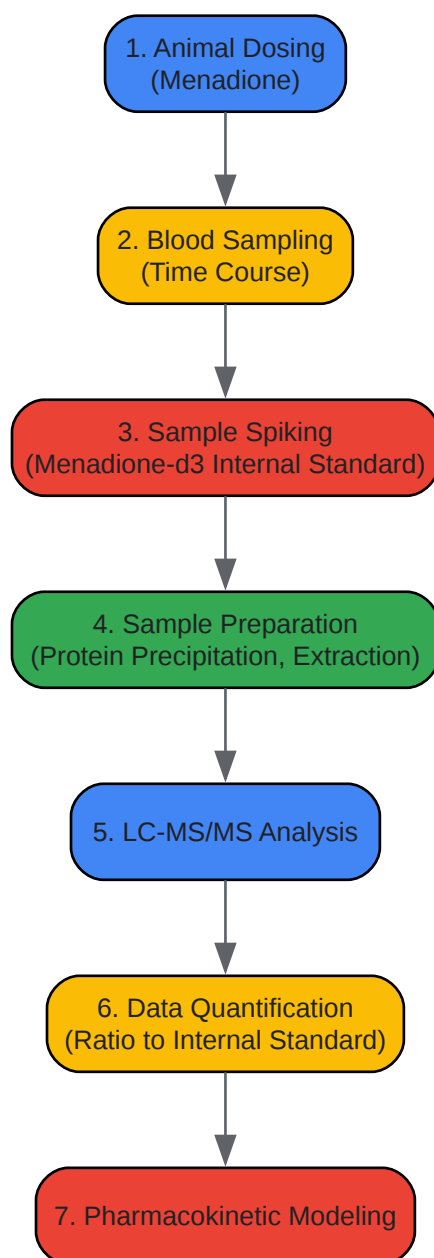 1. Animal Dosing
(Menadione)
2. Blood Sampling
(Time Course)
3. Sample Spiking
(Menadione-d3 Internal Standard)
4. Sample Preparation
(Protein Precipitation, Extraction)
5. LC-MS/MS Analysis
6. Data Quantification
(Ratio to Internal Standard)
7. Pharmacokinetic Modeling